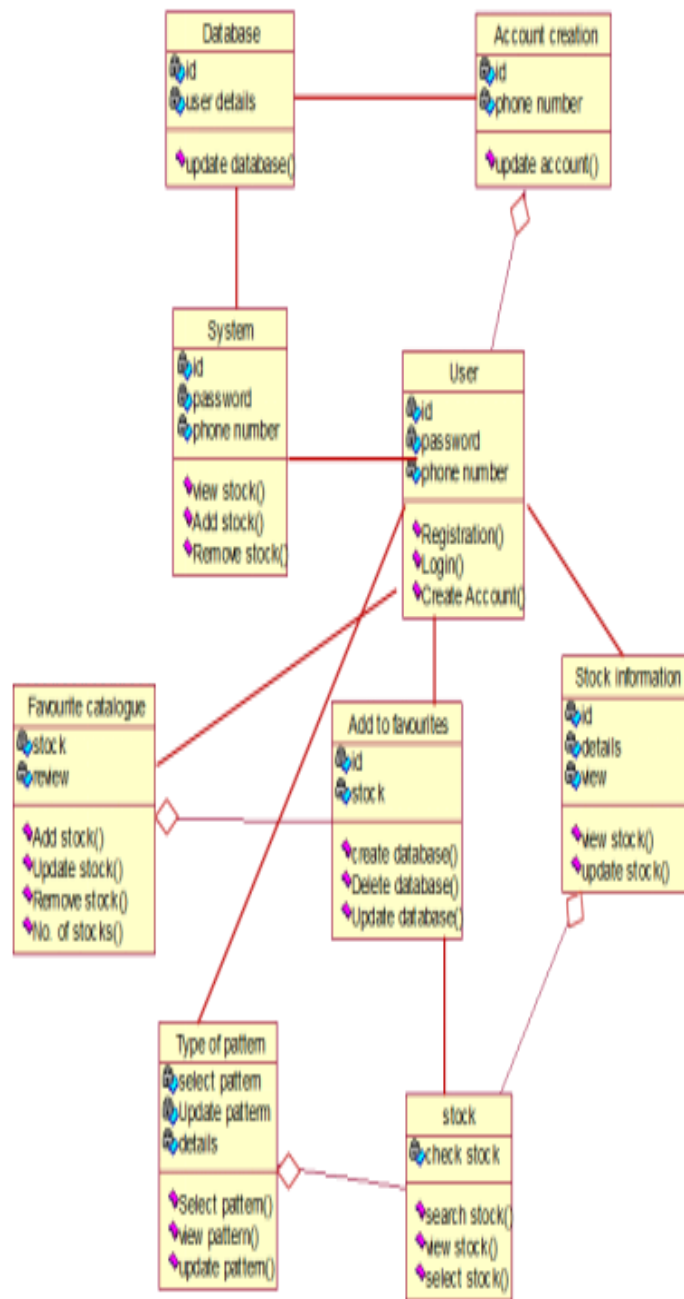 Database
id
user details
update database()
Account creation
id
phone number
update account()
System
id
password
phone number
view stock()
Add stock()
Remove stock()
User
id
password
phone number
Registration()
Login()
Create Account()
Favourite catalogue
stock
review
Add stock()
Update stock()
Remove stock()
No. of stocks()
Add to favourites
id
stock
create database()
Delete database()
Update database()
Stock information
id
details
view
view stock()
update stock()
Type of pattern
select pattern
Update patterm
details
Select pattern()
view pattern()
update pattern()
stock
check stock
search stock()
view stock()
select stock()